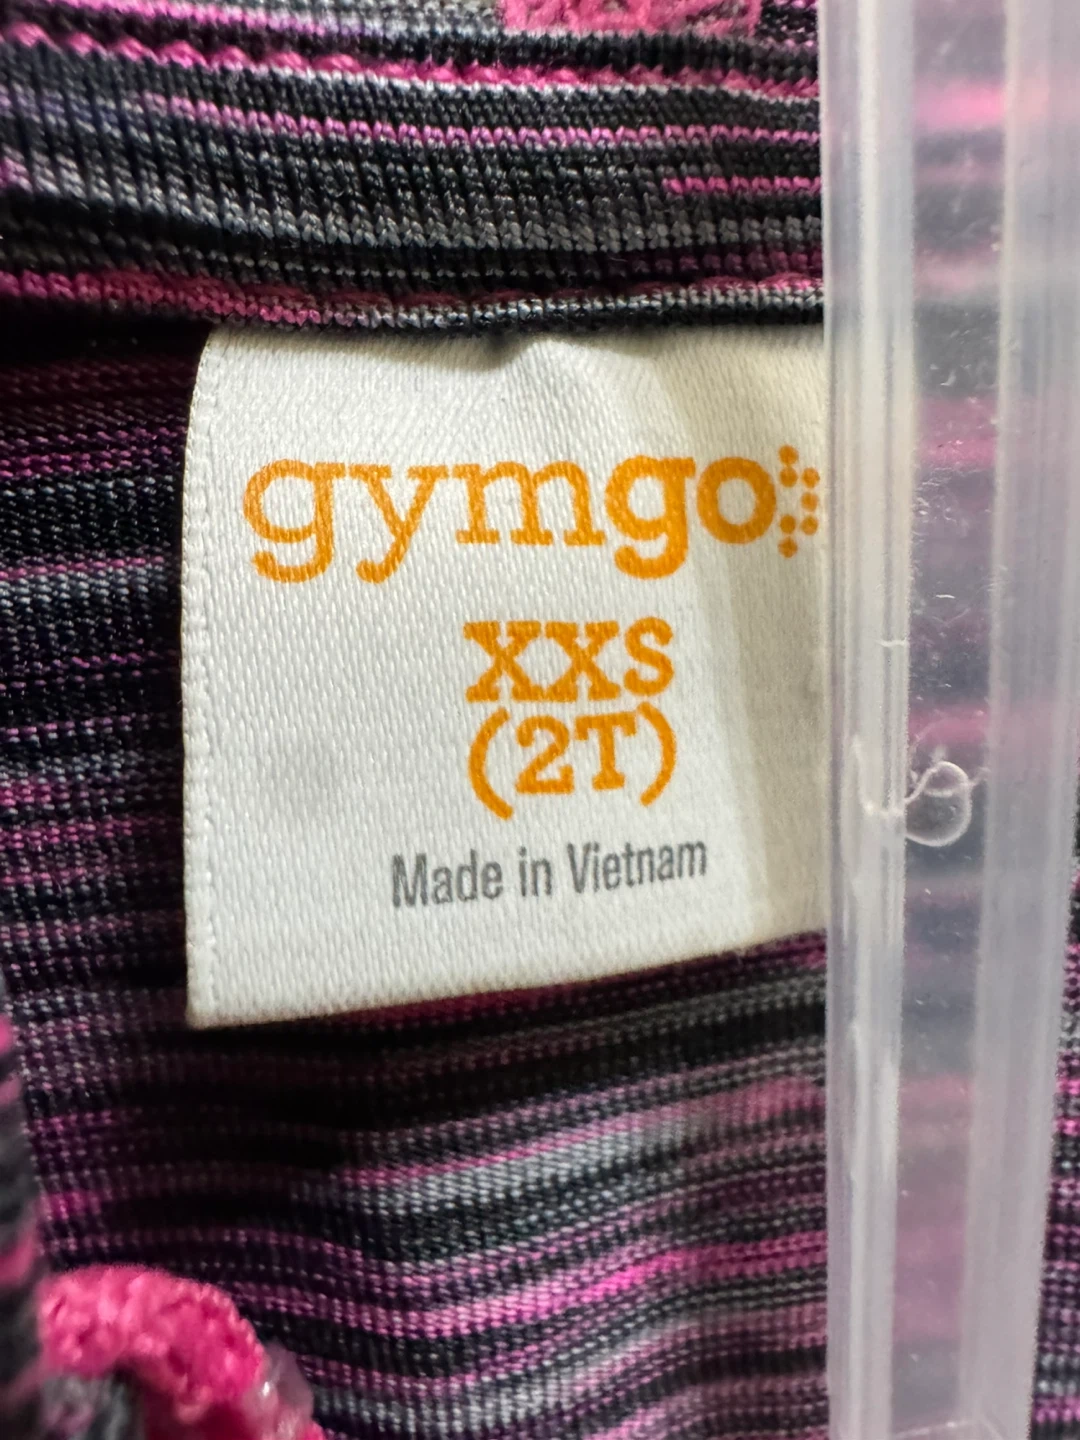 gymgo
XXS
(2T)
Made in Vietnam